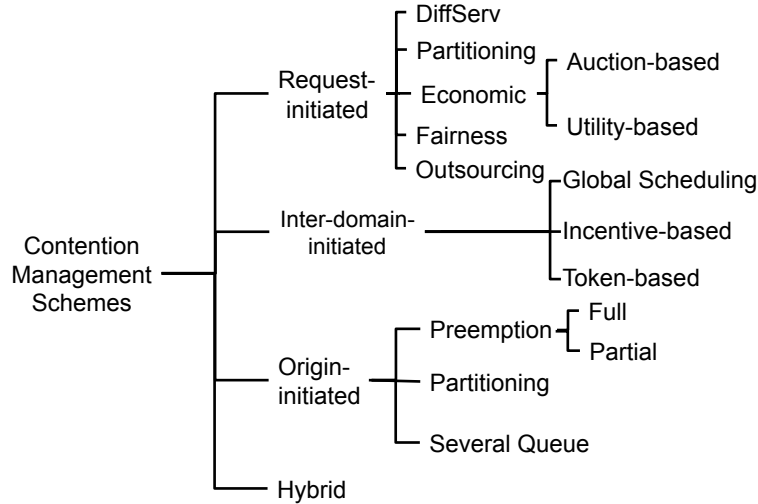 Contention
Management
Schemes
Request-
initiated
DiffServ
Partitioning
Economic
Auction-based
Utility-based
Fairness
Outsourcing
Inter-domain-
initiated
Global Scheduling
Incentive-based
Token-based
Origin-
initiated
Preemption
Full
Partial
Partitioning
Several Queue
Hybrid